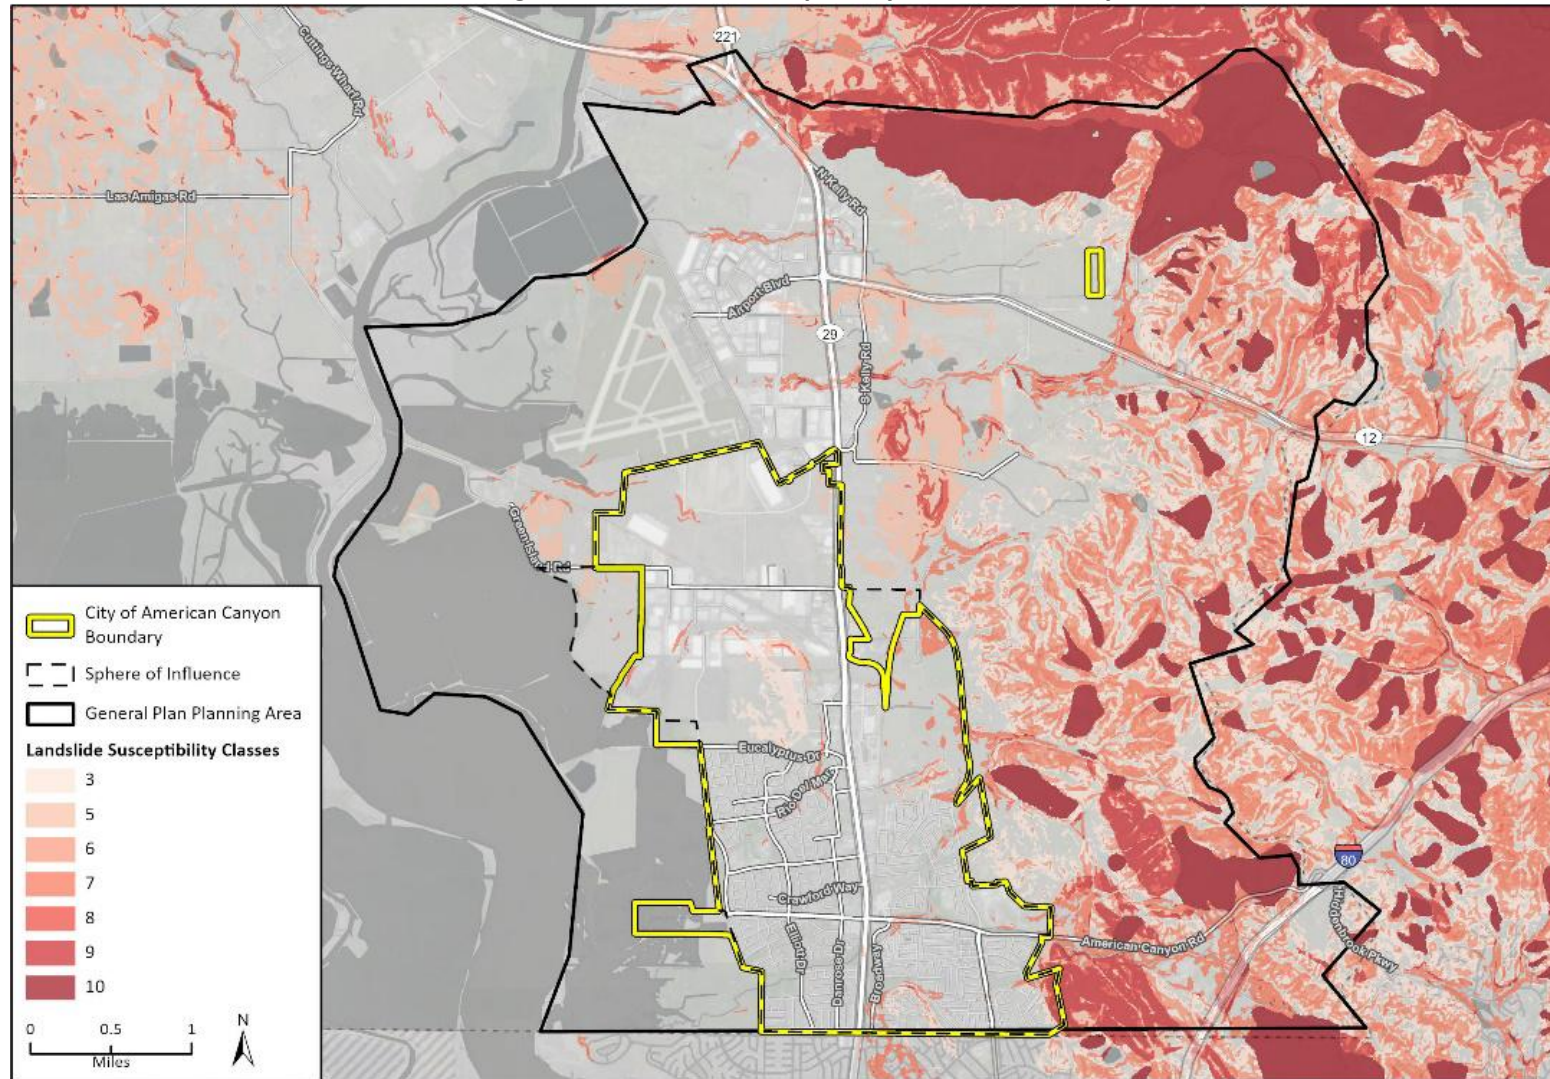 221
Cuttings Wharf Rd
Las Amigas Rd
N Kelly Rd
Airport Blvd
29
S Kelly Rd
12
Green Island Rd
Eucalyptus Dr
Rio Del Mar
Crawford Way
Elliott Dr
Danrose Dr
Broadway
American Canyon Rd
80
Hiddenbrook Pkwy
City of American Canyon
Boundary
Sphere of Influence
General Plan Planning Area
Landslide Susceptibility Classes
3
5
6
7
8
9
10
0 0.5 1
Miles
N